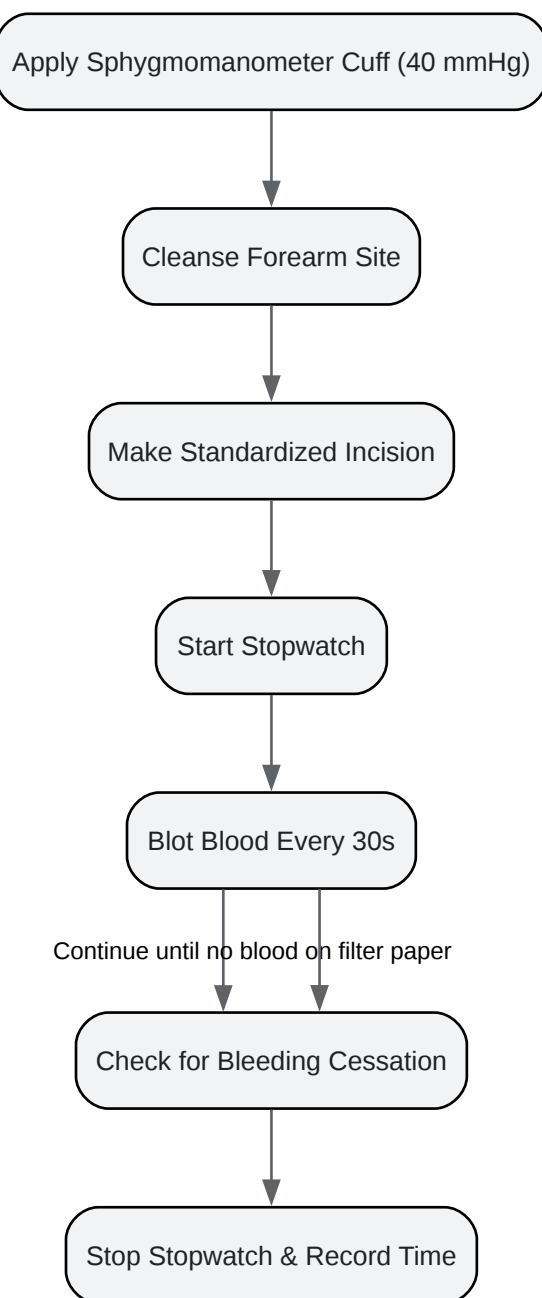 Apply Sphygmomanometer Cuff (40 mmHg)
Cleanse Forearm Site
Make Standardized Incision
Start Stopwatch
Blot Blood Every 30s
Continue until no blood on filter paper
Check for Bleeding Cessation
Stop Stopwatch & Record Time